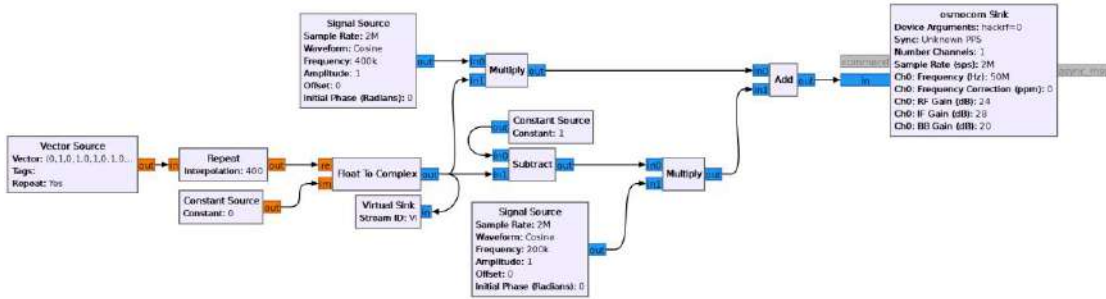 Signal Source
Sample Rate: 2M
Waveform: Cosine
Frequency: 400k
Amplitude: 1
Offset: 0
Initial Phase (Radians): 0
out
in0
in1
Multiply
out
in0
in1
Add
out
osmocom Sink
Device Arguments: hackrf=0
Sync: Unknown PPS
Number Channels: 1
Sample Rate (sps): 2M
Ch0: Frequency (Hz): 50M
Ch0: Frequency Correction (ppm): 0
Ch0: RF Gain (dB): 24
Ch0: IF Gain (dB): 28
Ch0: BB Gain (dB): 20
in
Vector Source
Vector: (0,1,0,1,0,1,0,1,0...
Tags:
Repeat: Yes
out
in
Repeat
Interpolation: 400
out
Constant Source
Constant: 0
out
re
im
Float To Complex
out
Virtual Sink
Stream ID: Vi
in
Constant Source
Constant: 1
out
in0
in1
Subtract
out
in0
in1
Multiply
out
Signal Source
Sample Rate: 2M
Waveform: Cosine
Frequency: 200k
Amplitude: 1
Offset: 0
Initial Phase (Radians): 0
out